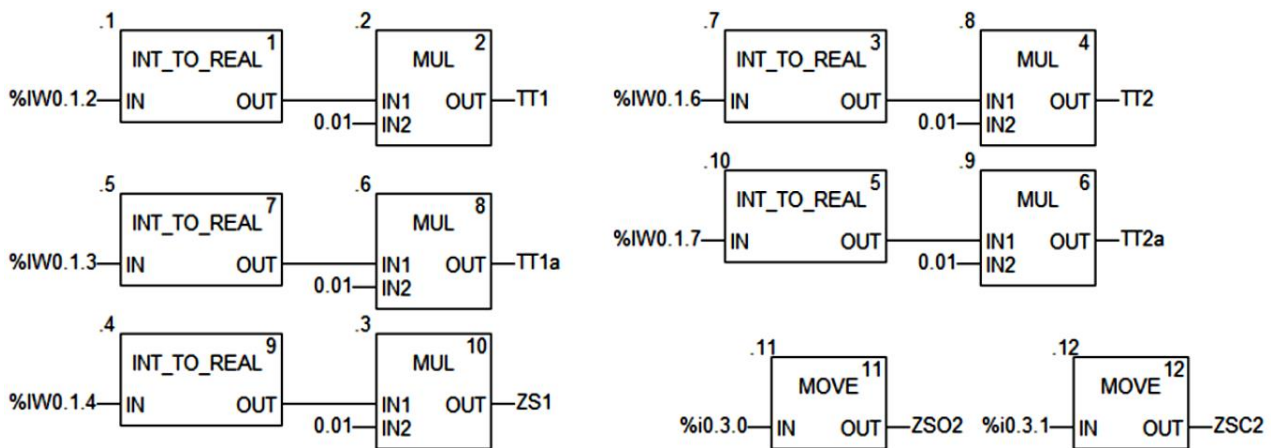 .1 .2 .7 .8
1 2 3 4
INT_TO_REAL MUL INT_TO_REAL MUL
%IW0.1.2 IN OUT IN1 OUT TT1 %IW0.1.6 IN OUT IN1 OUT TT2
0.01 IN2 0.01 IN2
.10 .9
5 6
.5 .6 INT_TO_REAL MUL
7 8
INT_TO_REAL MUL %IW0.1.7 IN OUT IN1 OUT TT2a
%IW0.1.3 IN OUT IN1 OUT TT1a 0.01 IN2
0.01 IN2
.4 .3
9 10 .11 .12
INT_TO_REAL MUL 11 12
MOVE MOVE
%IW0.1.4 IN OUT IN1 OUT ZS1
0.01 IN2 %i0.3.0 IN OUT ZSO2 %i0.3.1 IN OUT ZSC2